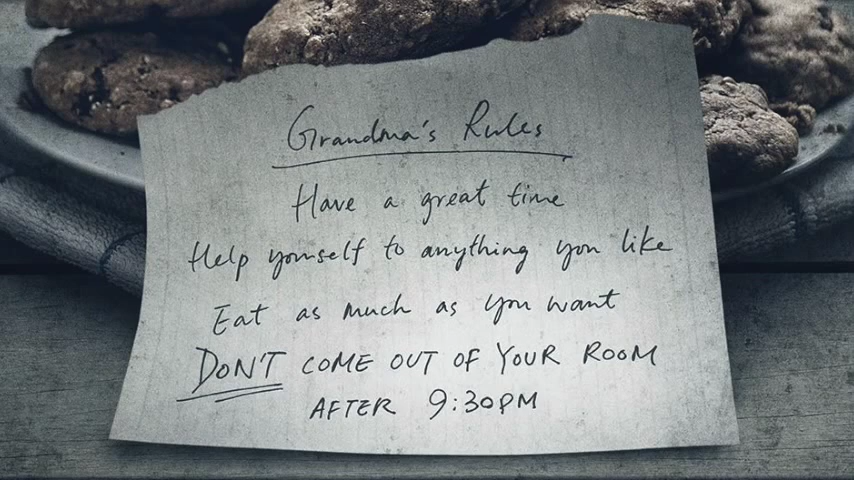 Grandma's Rules
Have a great time
Help yourself to anything you like
Eat as much as you want
DON'T COME OUT OF YOUR ROOM
AFTER 9:30PM